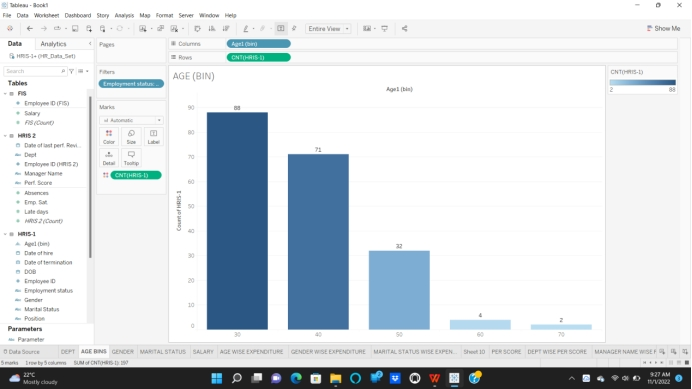 Tableau - Book1
File Data Worksheet Dashboard Story Analysis Map Format Server Window Help
Entire View
Show Me
Data Analytics
Pages
Columns
Age1 (bin)
HRIS-1+ (HR_Data_Set)
Rows
CNT(HRIS-1)
Search
Filters
Employment status: ...
AGE (BIN)
CNT(HRIS-1)
2 88
Tables
FIS
Employee ID (FIS)
Salary
FIS (Count)
HRIS 2
Date of last perf. Revi...
Dept
Employee ID (HRIS 2)
Manager Name
Perf. Score
Absences
Emp. Sat.
Late days
HRIS 2 (Count)
HRIS-1
Age1 (bin)
Date of hire
Date of termination
DOB
Employee ID
Employment status
Gender
Marital Status
Position
Parameters
Parameter
Marks
Automatic
Color Size Label
Detail Tooltip
CNT(HRIS-1)
Age1 (bin)
Count of HRIS-1
90
80
70
60
50
40
30
20
10
0
88
71
32
4
2
30 40 50 60 70
Data Source DEPT AGE BINS GENDER MARITAL STATUS SALARY AGE WISE EXPENDITURE GENDER WISE EXPENDITURE MARITAL STATUS WISE EXPEN... Sheet 10 PER SCORE DEPT WISE PER SCORE MANAGER NAME WISE F
5 marks 1 row by 5 columns SUM of CNT(HRIS-1): 197
22°C
Mostly cloudy
9:27 AM
11/1/2022